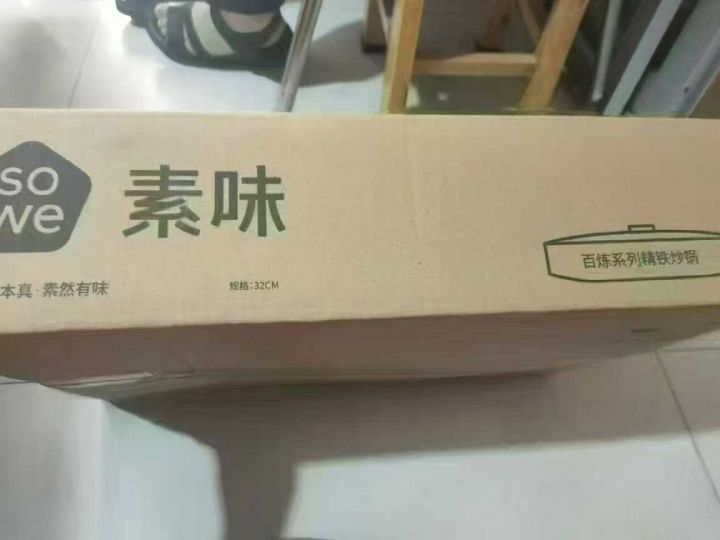 so
we
素味
本真·素然有味
规格:32CM
百炼系列精铁炒锅